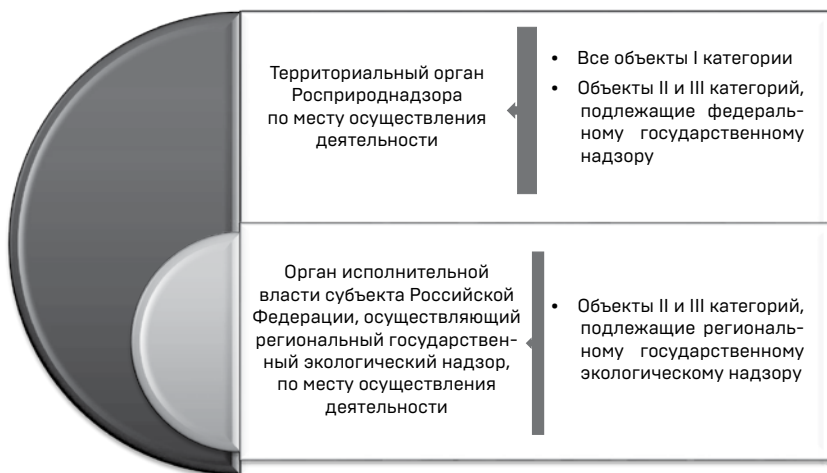 Территориальный орган
Росприроднадзора
по месту осуществления
деятельности
• Все объекты I категории
• Объекты II и III категорий,
подлежащие федераль-
ному государственному
надзору
Орган исполнительной
власти субъекта Российской
Федерации, осуществляющий
региональный государствен-
ный экологический надзор,
по месту осуществления
деятельности
• Объекты II и III категорий,
подлежащие региональ-
ному государственному
экологическому надзору